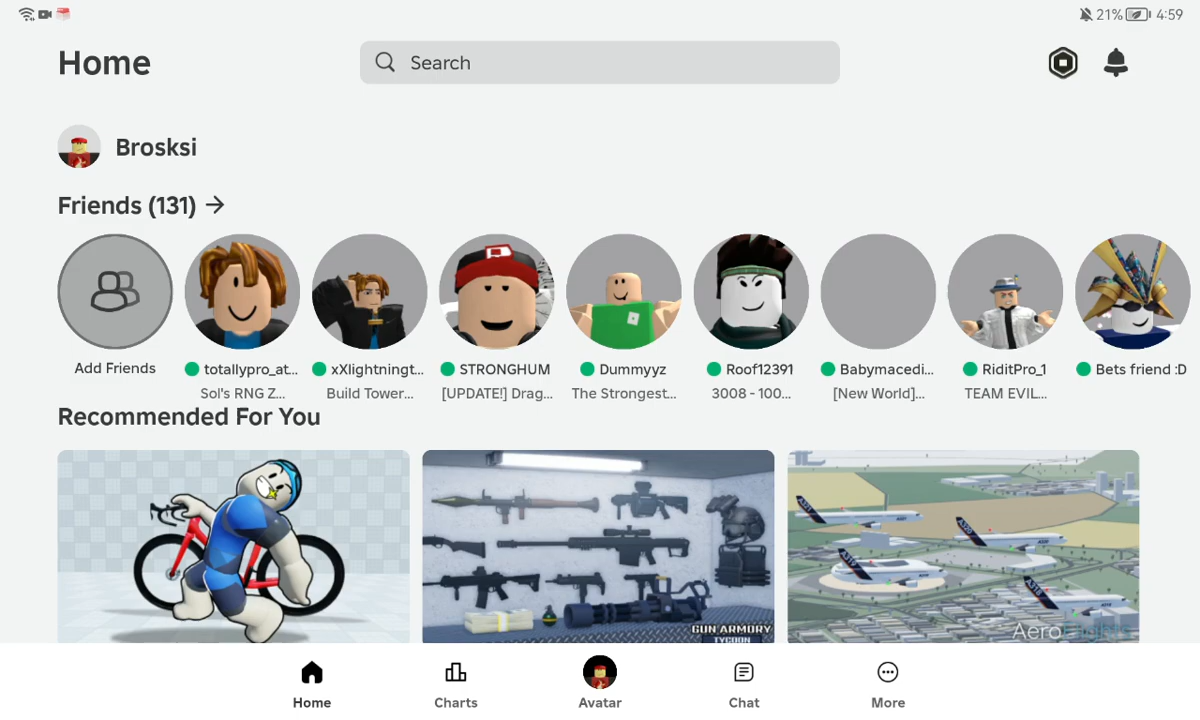 21% 4:59
Home
Search
Broski
Friends (131)
Add Friends
totallypro_at...
Sol's RNG Z...
xXlightningt...
Build Tower...
STRONGHUM
[UPDATE!] Drag...
Dummyyz
The Strongest...
Roof12391
3008 - 100...
Babymacedi...
[New World]...
RiditPro_1
TEAM EVIL...
Bets friend :D
Recommended For You
GUN ARMORY
TYCOON
Home
Charts
Avatar
Chat
More